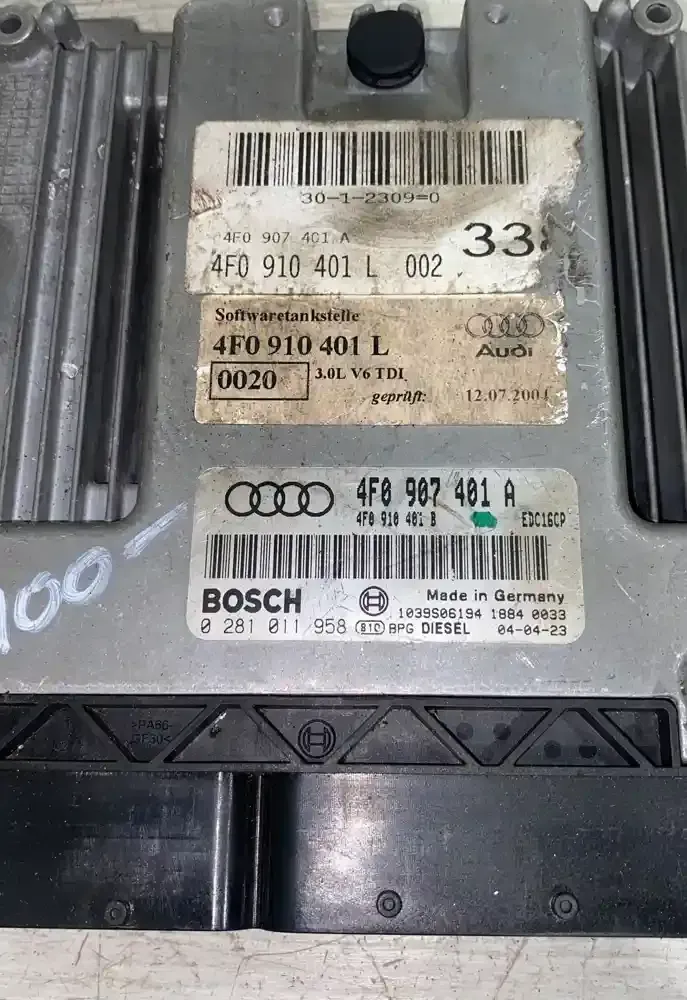 30-1-2309=0
4F0 907 401 A
4F0 910 401 L 002
Softwaretankstelle
4F0 910 401 L
Audi
0020 3.0L V6 TDI
geprüft: 12.07.2004
4F0 907 401 A
4F0 910 401 B EDC16CP
BOSCH Made in Germany
1039S06194 1884 0033
0 281 011 958 810 BPG DIESEL 04-04-23
100-
>PA66-
GF30<